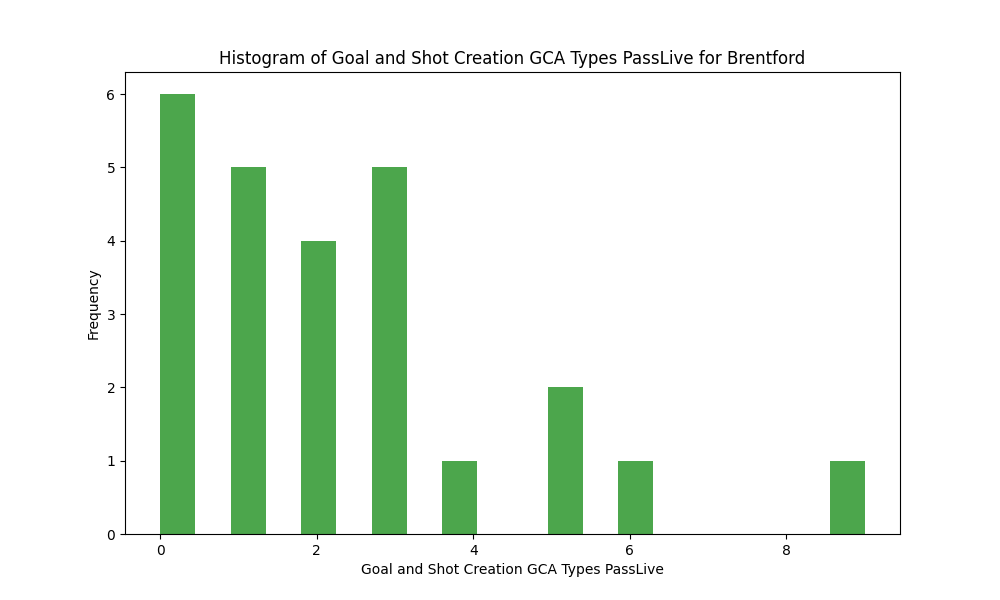 Histogram of Goal and Shot Creation GCA Types PassLive for Brentford
6
5
4
3
2
1
0
Frequency
0 2 4 6 8
Goal and Shot Creation GCA Types PassLive